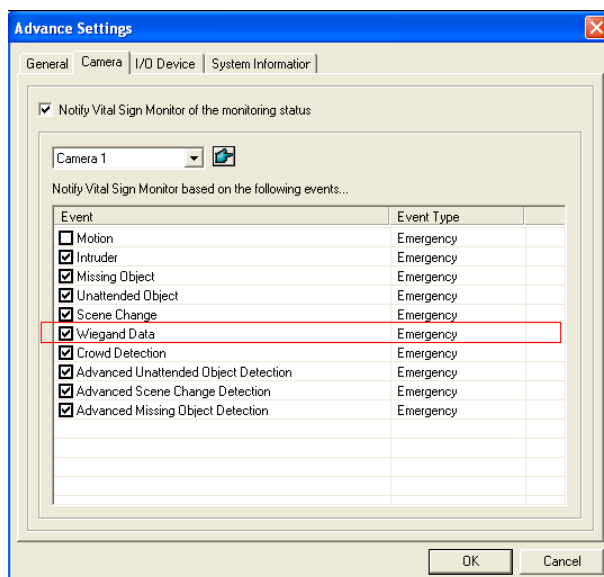 Advance Settings
General Camera I/O Device System Informatior
Notify Vital Sign Monitor of the monitoring status
Camera 1
Notify Vital Sign Monitor based on the following events...
Event Event Type
Motion Emergency
Intruder Emergency
Missing Object Emergency
Unattended Object Emergency
Scene Change Emergency
Wiegand Data Emergency
Crowd Detection Emergency
Advanced Unattended Object Detection Emergency
Advanced Scene Change Detection Emergency
Advanced Missing Object Detection Emergency
OK Cancel